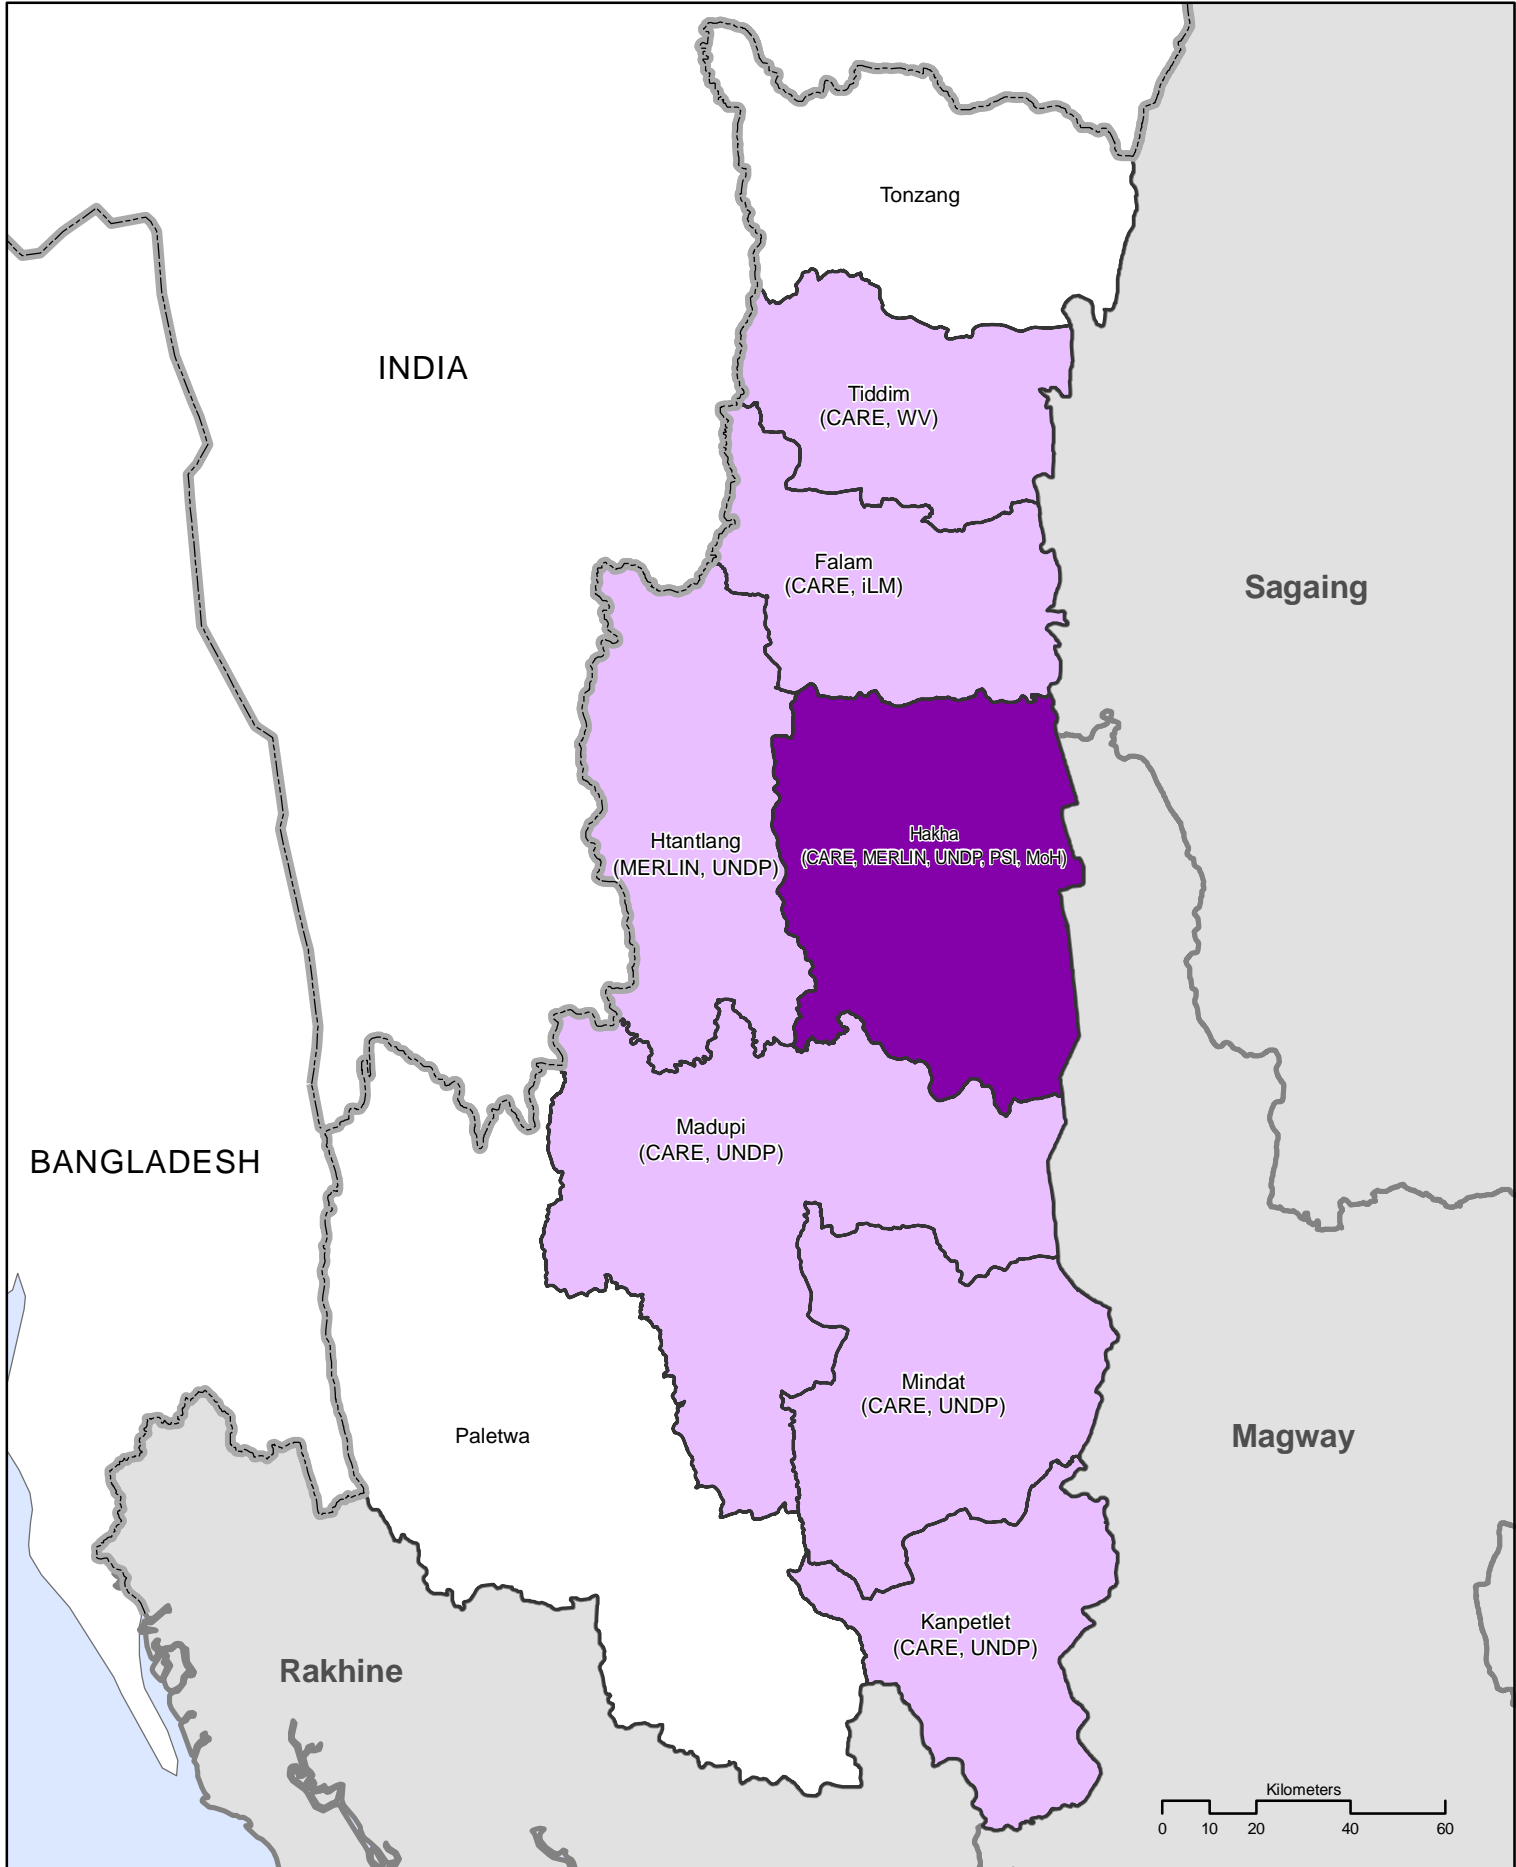 Tonzang
INDIA
Tiddim
(CARE, WV)
Falam
(CARE, iLM)
Sagaing
Htantlang
(MERLIN, UNDP)
Hakha
(CARE, MERLIN, UNDP, PSI, MoH)
Madupi
(CARE, UNDP)
BANGLADESH
Mindat
(CARE, UNDP)
Paletwa
Magway
Kanpetlet
(CARE, UNDP)
Rakhine
Kilometers
0 10 20 40 60